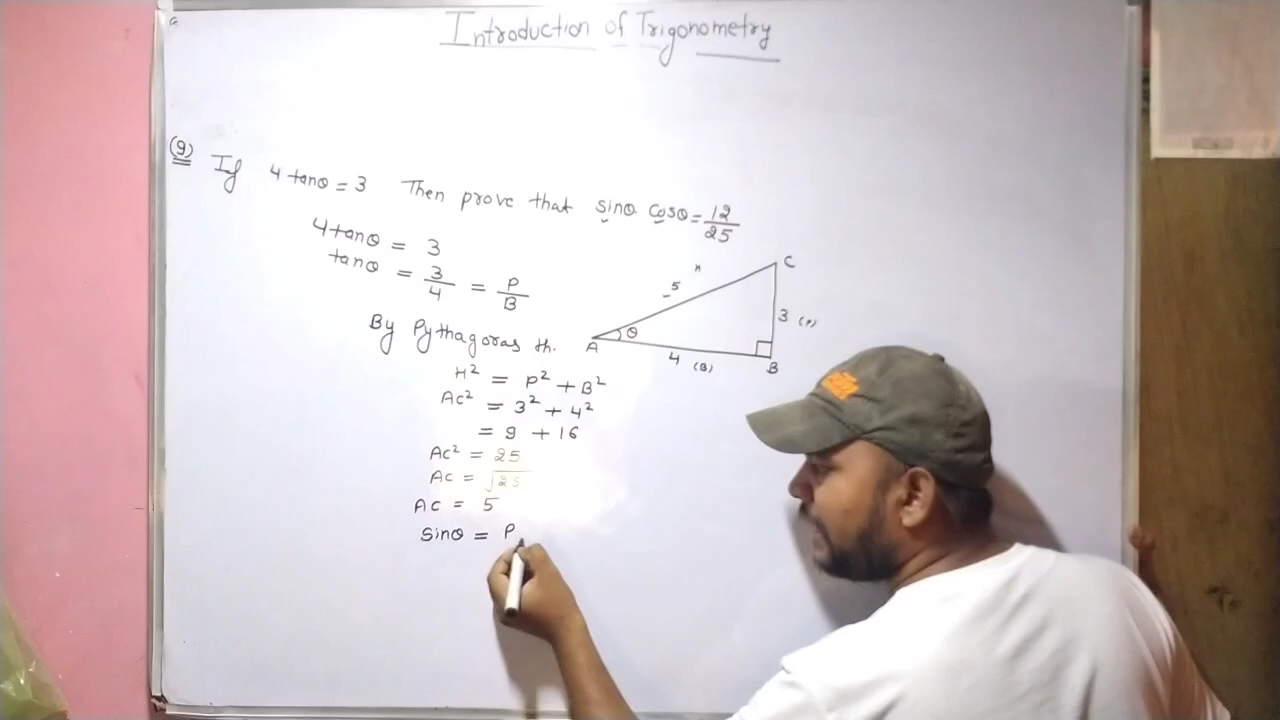 Introduction of Trigonometry
(9) If 4 tanθ = 3 Then prove that sinθ cosθ = 12/25
4tanθ = 3
tanθ = 3/4 = P/B
By Pythagoras th.
H² = P² + B²
AC² = 3² + 4²
= 9 + 16
AC² = 25
AC = √25
AC = 5
sinθ = P
C
5
3 (P)
θ
A
4 (B)
B